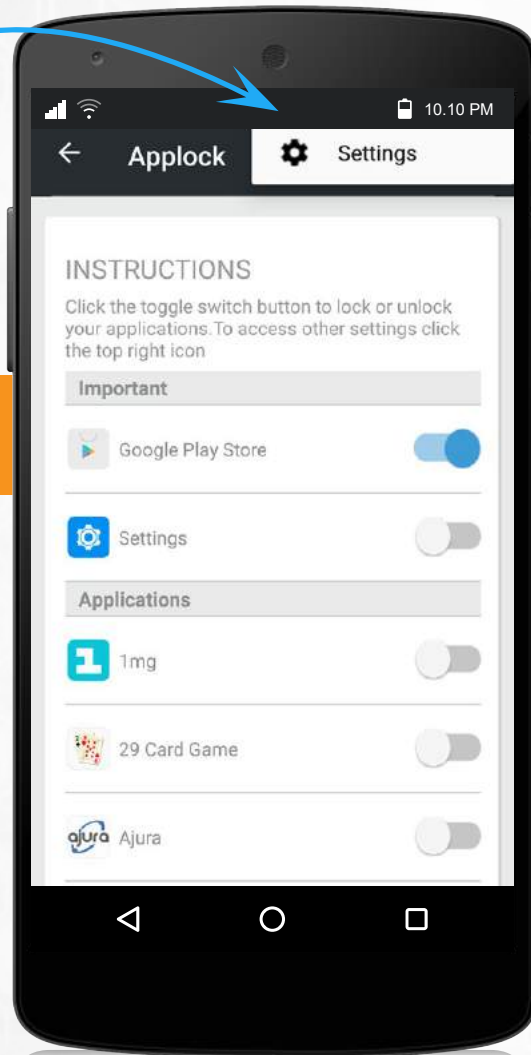 10.10 PM
Applock
Settings
INSTRUCTIONS
Click the toggle switch button to lock or unlock
your applications.To access other settings click
the top right icon
Important
Google Play Store
Settings
Applications
1mg
29 Card Game
ajura Ajura